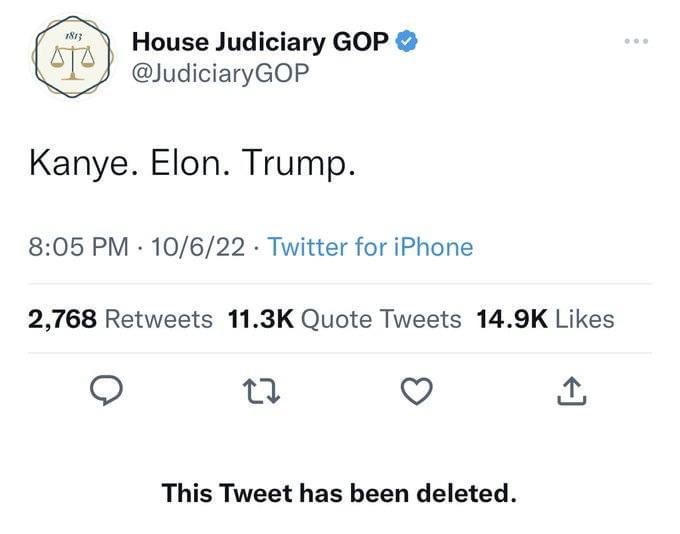 1813
House Judiciary GOP
@JudiciaryGOP
Kanye. Elon. Trump.
8:05 PM · 10/6/22 · Twitter for iPhone
2,768 Retweets 11.3K Quote Tweets 14.9K Likes
This Tweet has been deleted.